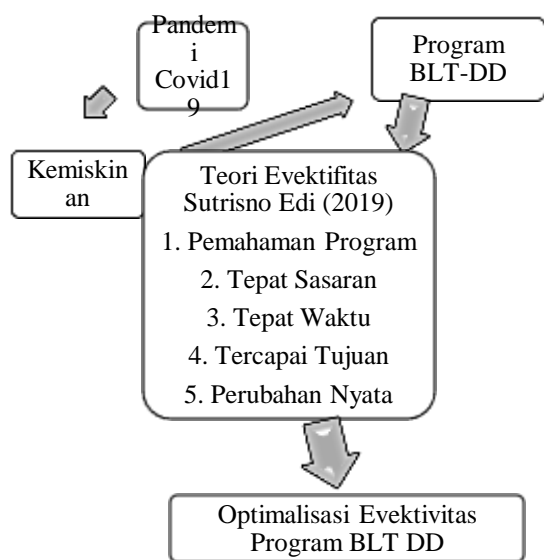 Pandem
i
Covid1
9
Program
BLT-DD
Kemiskin
an
Teori Evektifitas
Sutrisno Edi (2019)
1. Pemahaman Program
2. Tepat Sasaran
3. Tepat Waktu
4. Tercapai Tujuan
5. Perubahan Nyata
Optimalisasi Evektivitas
Program BLT DD